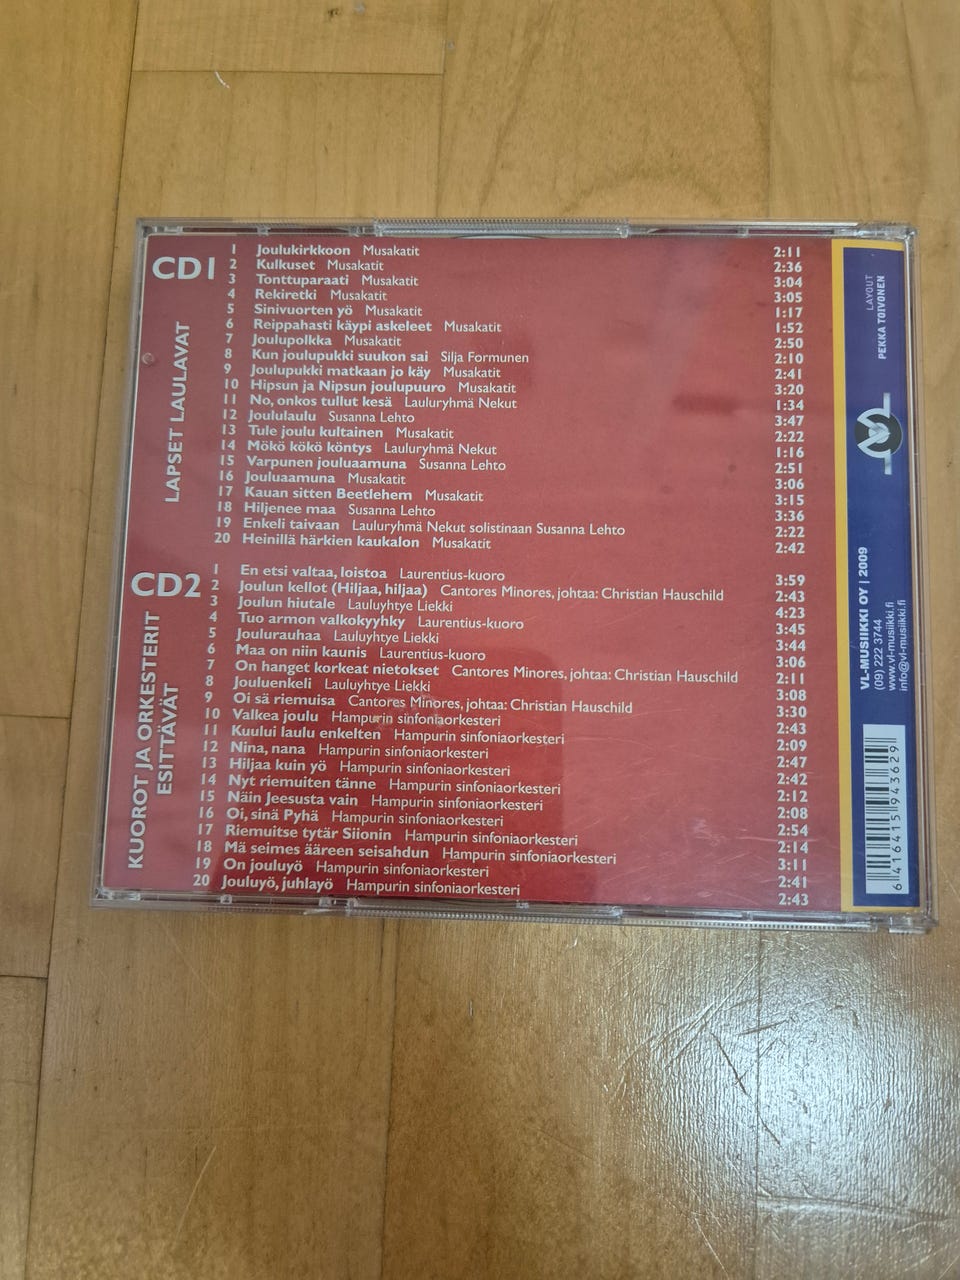 CD1
LAPSET LAULAVAT
1 Joulukirkkoon Musakatit 2:11
2 Kulkuset Musakatit 2:36
3 Tonttuparaati Musakatit 3:04
4 Rekiretki Musakatit 3:05
5 Sinivuorten yö Musakatit 1:17
6 Reippahasti käypi askeleet Musakatit 1:52
7 Joulupolkka Musakatit 2:50
8 Kun joulupukki suukon sai Silja Formunen 2:10
9 Joulupukki matkaan jo käy Musakatit 2:41
10 Hipsun ja Nipsun joulupuuro Musakatit 3:20
11 No, onkos tullut kesä Lauluryhmä Nekut 1:34
12 Joululaulu Susanna Lehto 3:47
13 Tule joulu kultainen Musakatit 2:22
14 Mökö kökö köntys Lauluryhmä Nekut 1:16
15 Varpunen jouluaamuna Susanna Lehto 2:51
16 Jouluaamuna Musakatit 3:06
17 Kauan sitten Beetlehem Musakatit 3:15
18 Hiljenee maa Susanna Lehto 3:36
19 Enkeli taivaan Lauluryhmä Nekut solistinaan Susanna Lehto 2:22
20 Heinillä härkien kaukalon Musakatit 2:42
CD2
KUOROT JA ORKESTERIT
ESITTÄVÄT
1 En etsi valtaa, loistoa Laurentius-kuoro 3:59
2 Joulun kellot (Hiljaa, hiljaa) Cantores Minores, johtaa: Christian Hauschild 2:43
3 Joulun hiutale Lauluyhtye Liekki 4:23
4 Tuo armon valkokyyhky Laurentius-kuoro 3:45
5 Joulurauhaa Lauluyhtye Liekki 3:44
6 Maa on niin kaunis Laurentius-kuoro 3:06
7 On hanget korkeat nietokset Cantores Minores, johtaa: Christian Hauschild 2:11
8 Jouluenkeli Lauluyhtye Liekki 3:08
9 Oi sä riemuisa Cantores Minores, johtaa: Christian Hauschild 3:30
10 Valkea joulu Hampurin sinfoniaorkesteri 2:43
11 Kuului laulu enkelten Hampurin sinfoniaorkesteri 2:09
12 Nina, nana Hampurin sinfoniaorkesteri 2:47
13 Hiljaa kuin yö Hampurin sinfoniaorkesteri 2:42
14 Nyt riemuiten tänne Hampurin sinfoniaorkesteri 2:12
15 Näin Jeesusta vain Hampurin sinfoniaorkesteri 2:08
16 Oi, sinä Pyhä Hampurin sinfoniaorkesteri 2:54
17 Riemuitse tytär Siionin Hampurin sinfoniaorkesteri 2:14
18 Mä seimes ääreen seisahdun Hampurin sinfoniaorkesteri 3:11
19 On jouluyö Hampurin sinfoniaorkesteri 2:41
20 Jouluyö, juhlayö Hampurin sinfoniaorkesteri 2:43
LAYOUT
PEKKA TOIVONEN
VL-MUSIIKKI OY | 2009
(09) 222 3744
www.vl-musiikki.fi
info@vl-musiikki.fi
6 416415 943629